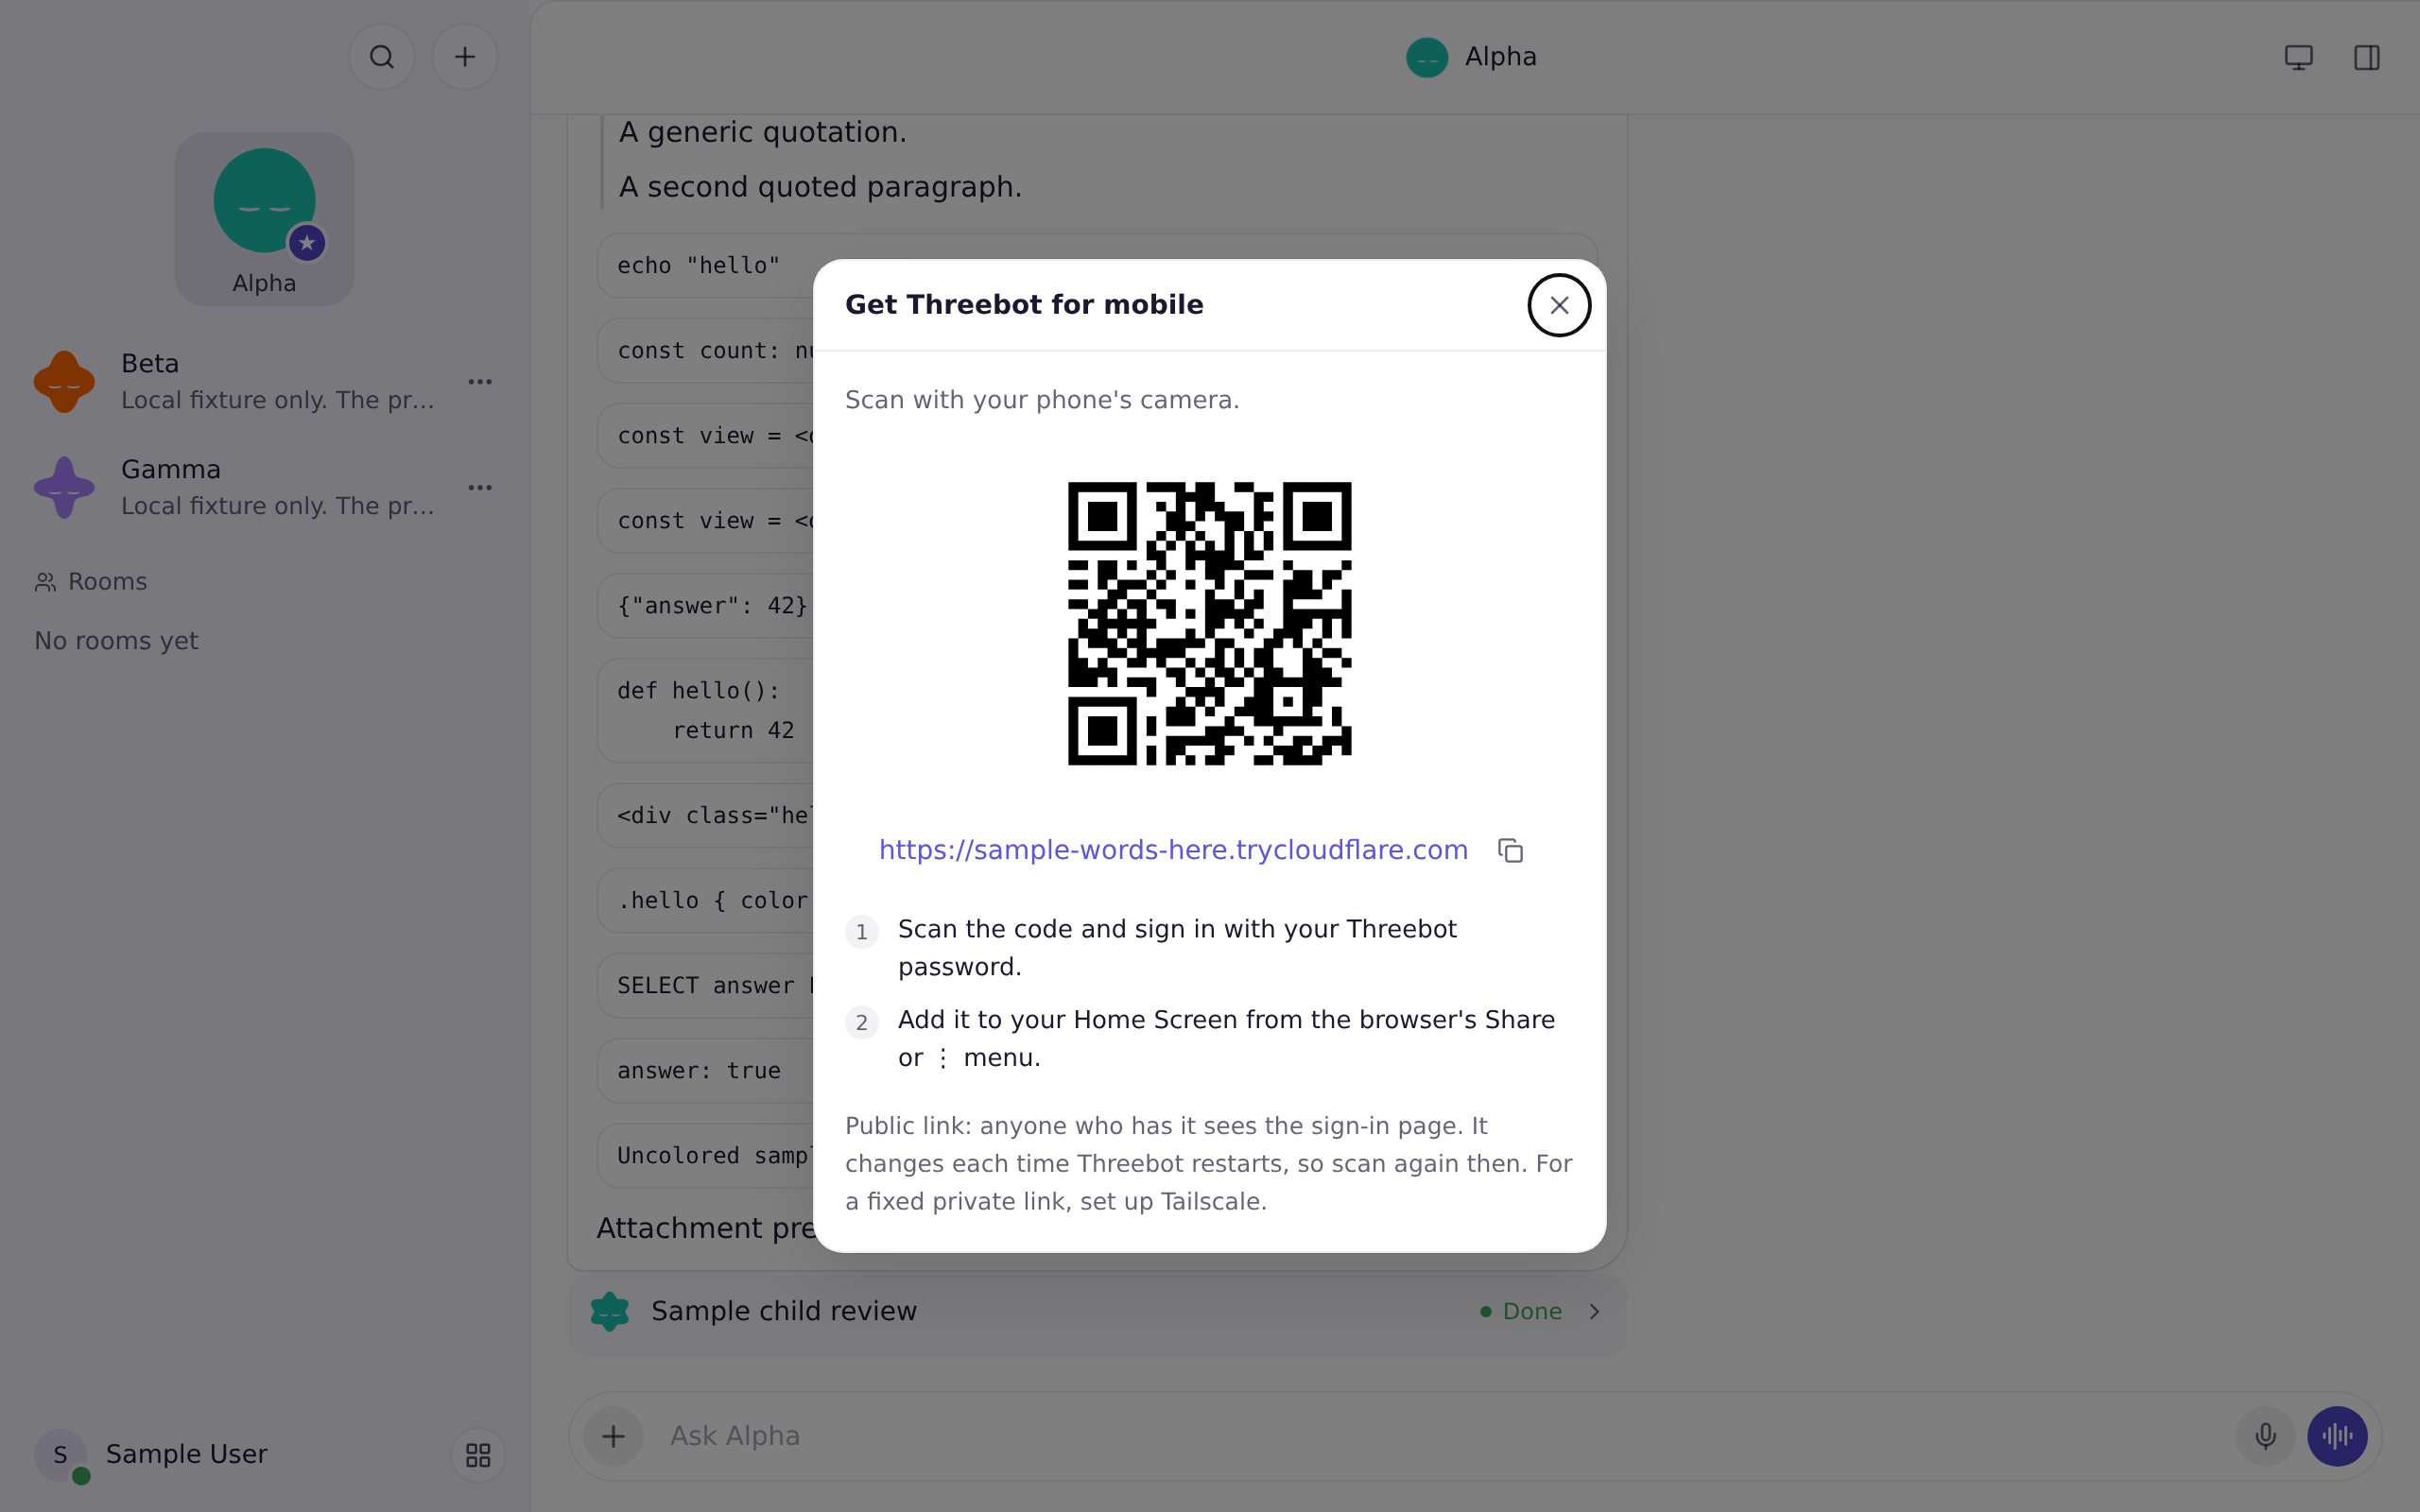 Alpha
A generic quotation.
A second quoted paragraph.
Alpha
Beta
Local fixture only. The pr...
Gamma
Local fixture only. The pr...
Rooms
No rooms yet
echo "hello"
const count: nu
const view = <d
const view = <d
{"answer": 42}
def hello():
    return 42
<div class="hel
.hello { color
SELECT answer
answer: true
Uncolored sampl
Attachment pre
Get Threebot for mobile
Scan with your phone's camera.
https://sample-words-here.trycloudflare.com
1 Scan the code and sign in with your Threebot
password.
2 Add it to your Home Screen from the browser's Share
or ⋮ menu.
Public link: anyone who has it sees the sign-in page. It
changes each time Threebot restarts, so scan again then. For
a fixed private link, set up Tailscale.
Sample child review
Done
Ask Alpha
S
Sample User